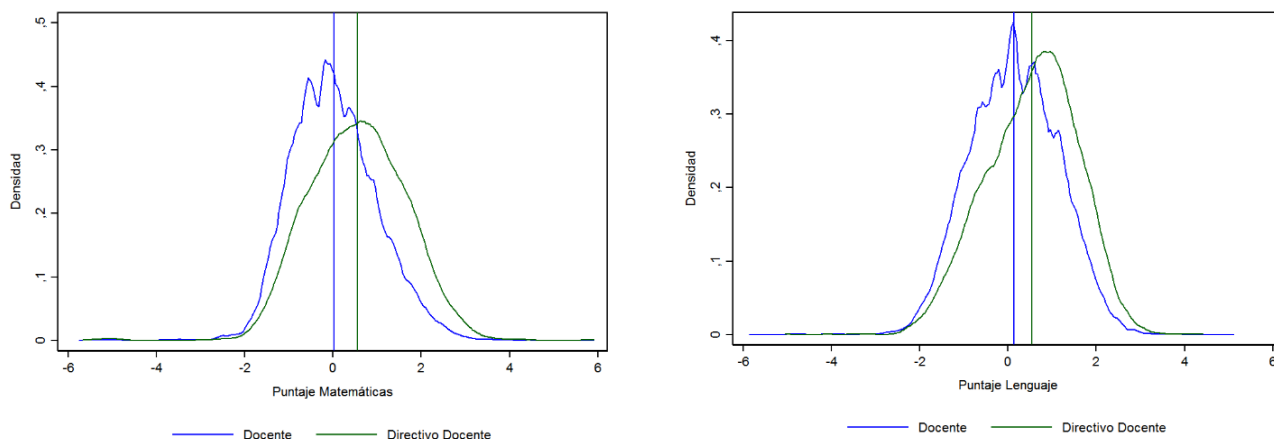 ,5
,4
,3
,2
,1
0
Densidad
-6 -4 -2 0 2 4 6
Puntaje Matemáticas
Docente Directivo Docente
,4
,3
,2
,1
0
Densidad
-6 -4 -2 0 2 4 6
Puntaje Lenguaje
Docente Directivo Docente